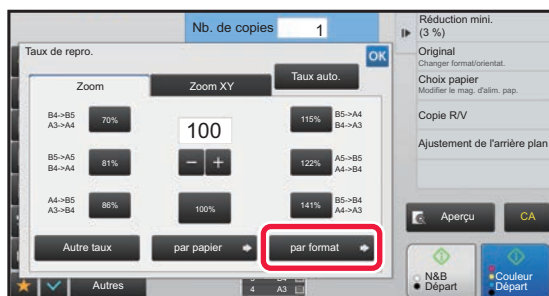 Nb. de copies 1
Taux de repro.
OK
Zoom
Zoom XY
Taux auto.
B4->B5
A3->A4
70%
100
115%
B5->A4
B4->A3
B5->A5
B4->A4
81%
122%
A5->B5
A4->B4
A4->B5
A3->B4
86%
100%
141%
B5->B4
A4->A3
Autre taux
par papier
par format
Autres
4 A3
Réduction mini.
(3 %)
Original
Changer format/orientat.
Choix papier
Modifier le mag. d'alim. pap.
Copie R/V
Ajustement de l'arrière plan
Aperçu
CA
N&B
Départ
Couleur
Départ